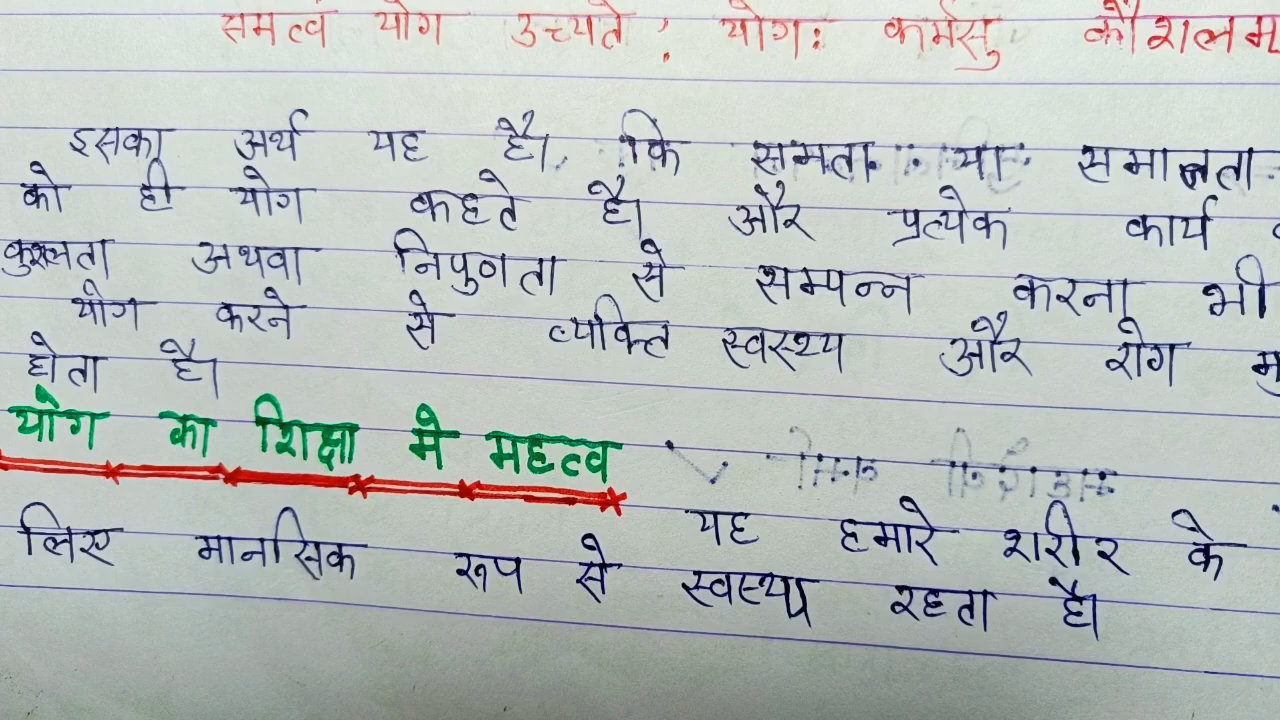 समत्वं योग उच्यते, योगः कर्मसु कौशलम
इसका अर्थ यह है। कि समता या समानता
को ही योग कहते है। और प्रत्येक कार्य
कुशलता अथवा निपुणता से सम्पन्न करना भी
योग करने से व्यक्ति स्वस्थ्य और रोग मु
होता है।
योग का शिक्षा मे महत्व
यह हमारे शरीर के
लिए मानसिक रूप से स्वस्थ्य रहता है।